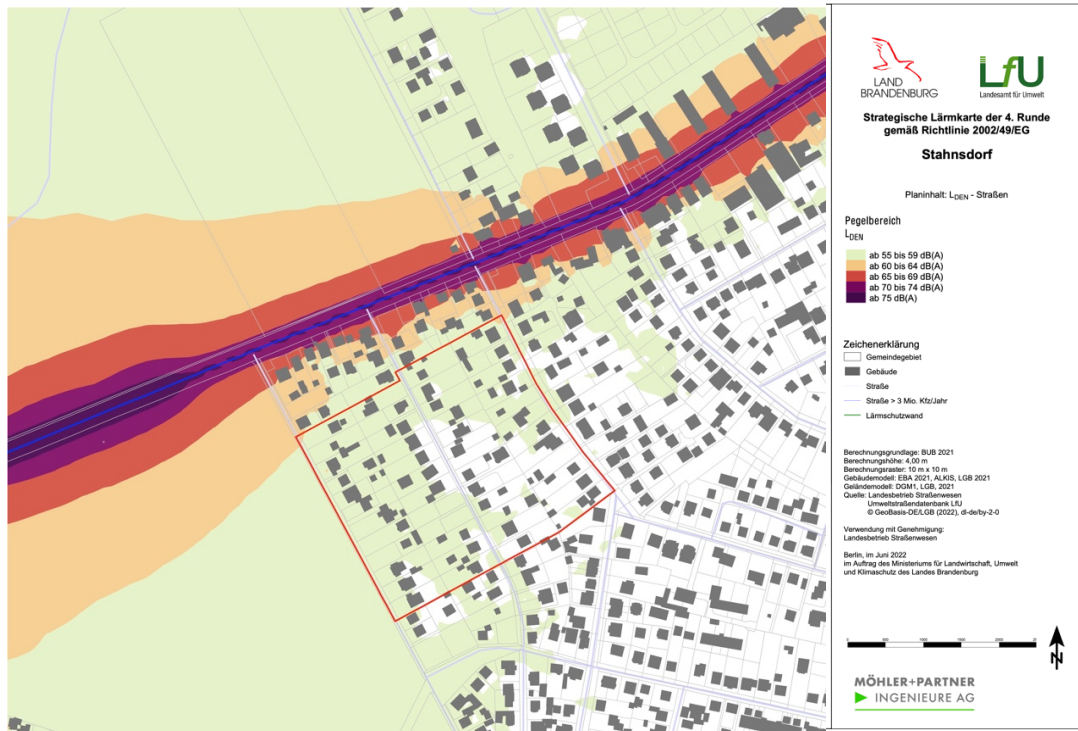 LAND
BRANDENBURG
LfU
Landesamt für Umwelt
Strategische Lärmkarte der 4. Runde
gemäß Richtlinie 2002/49/EG
Stahnsdorf
Planinhalt: LDEN - Straßen
Pegelbereich
LDEN
ab 55 bis 59 dB(A)
ab 60 bis 64 dB(A)
ab 65 bis 69 dB(A)
ab 70 bis 74 dB(A)
ab 75 dB(A)
Zeichenerklärung
Gemeindegebiet
Gebäude
Straße
Straße > 3 Mio. Kfz/Jahr
Lärmschutzwand
Berechnungsgrundlage: BUB 2021
Berechnungshöhe: 4,00 m
Berechnungsraster: 10 m x 10 m
Gebäudemodell: EBA 2021, ALKIS, LGB 2021
Geländemodell: DGM1, LGB, 2021
Quelle: Landesbetrieb Straßenwesen
Umweltstraßendatenbank LfU
© GeoBasis-DE/LGB (2022), dl-de/by-2-0
Verwendung mit Genehmigung:
Landesbetrieb Straßenwesen
Berlin, im Juni 2022
im Auftrag des Ministeriums für Landwirtschaft, Umwelt
und Klimaschutz des Landes Brandenburg
0 500 1000 1500 2000
N
MÖHLER+PARTNER
INGENIEURE AG